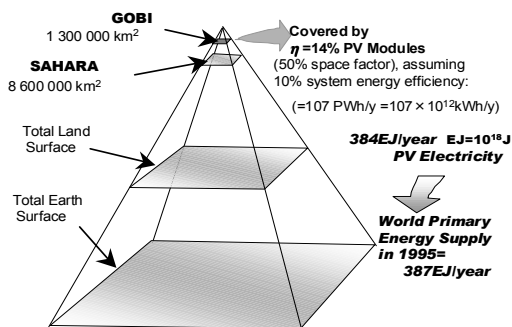 GOBI
1 300 000 km²
SAHARA
8 600 000 km²
Total Land
Surface
Total Earth
Surface
Covered by
η=14% PV Modules
(50% space factor), assuming
10% system energy efficiency:
(=107 PWh/y =107 × 10¹²kWh/y)
384EJ/year EJ=10¹⁸J
PV Electricity
World Primary
Energy Supply
in 1995=
387EJ/year